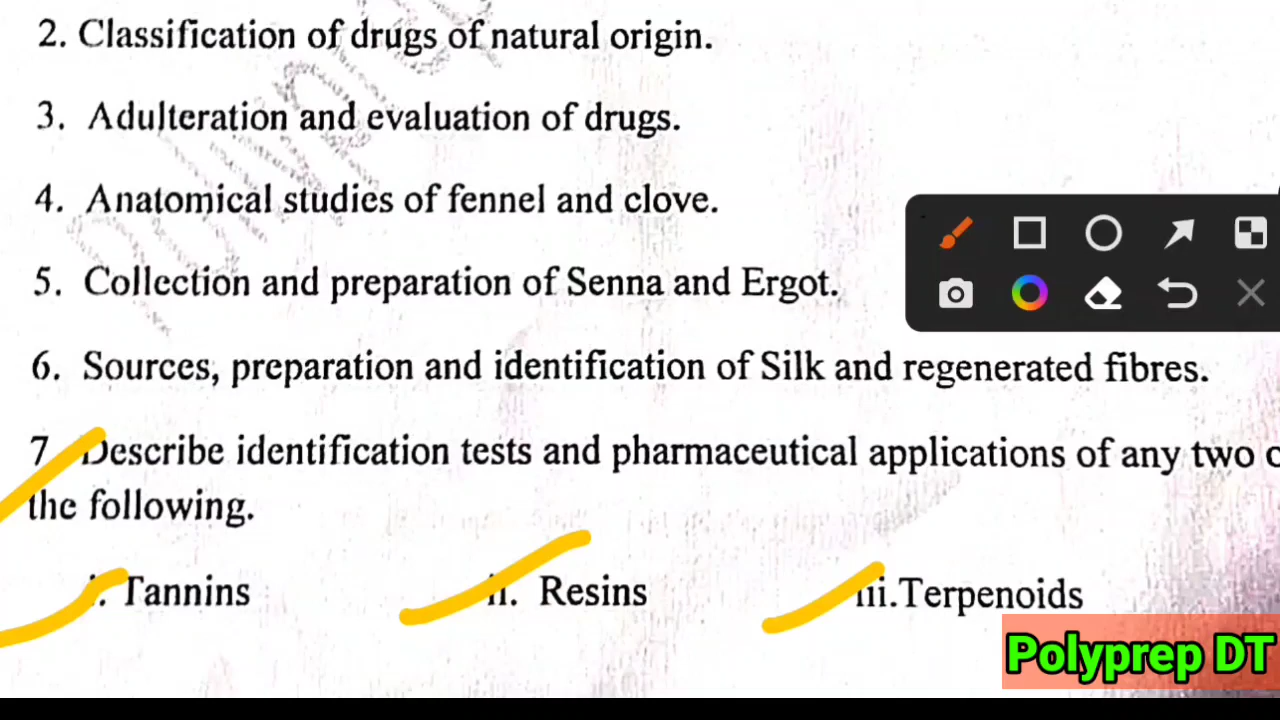 2. Classification of drugs of natural origin.
3. Adulteration and evaluation of drugs.
4. Anatomical studies of fennel and clove.
5. Collection and preparation of Senna and Ergot.
6. Sources, preparation and identification of Silk and regenerated fibres.
7 Describe identification tests and pharmaceutical applications of any two
the following.
i. Tannins ii. Resins iii.Terpenoids
Polyprep DT